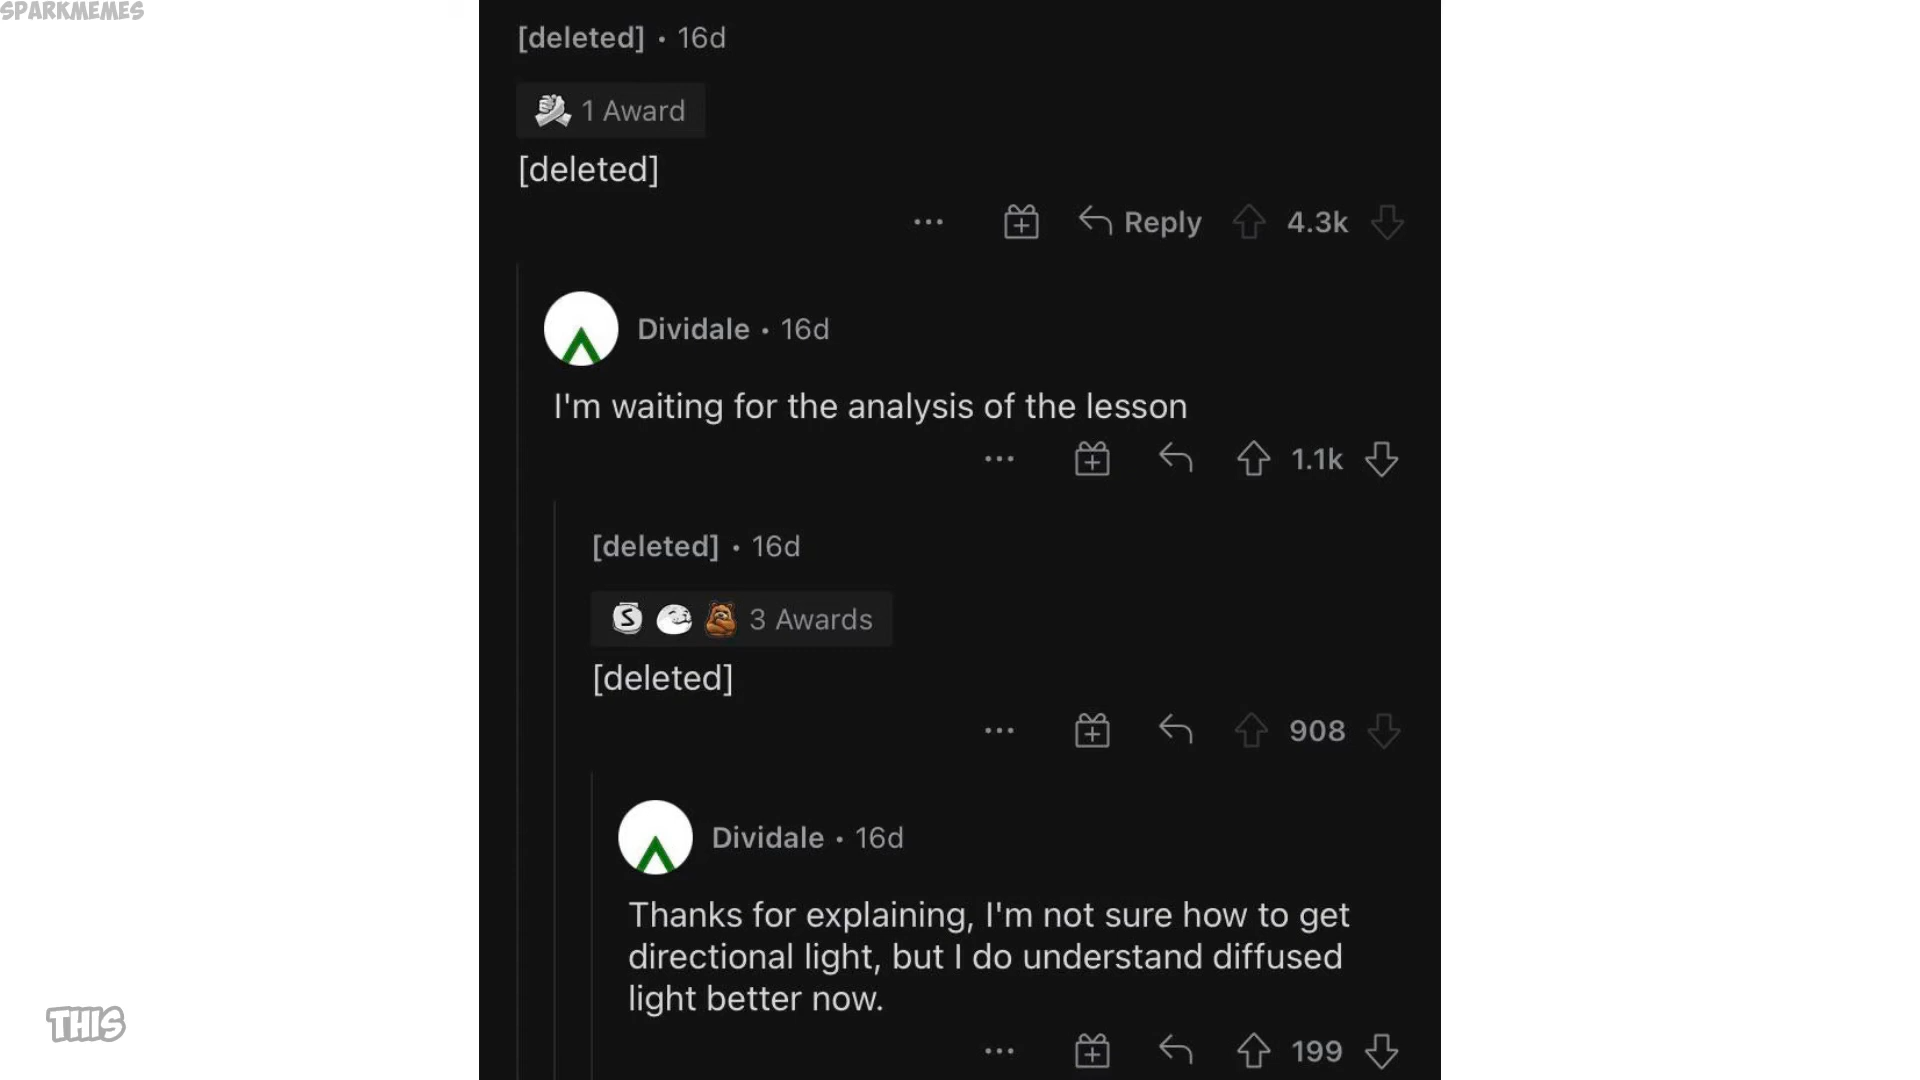 SPARKMEMES
[deleted] • 16d
1 Award
[deleted]
Reply 4.3k
Dividale • 16d
I'm waiting for the analysis of the lesson
1.1k
[deleted] • 16d
S 3 Awards
[deleted]
908
Dividale • 16d
Thanks for explaining, I'm not sure how to get
directional light, but I do understand diffused
light better now.
THIS
199